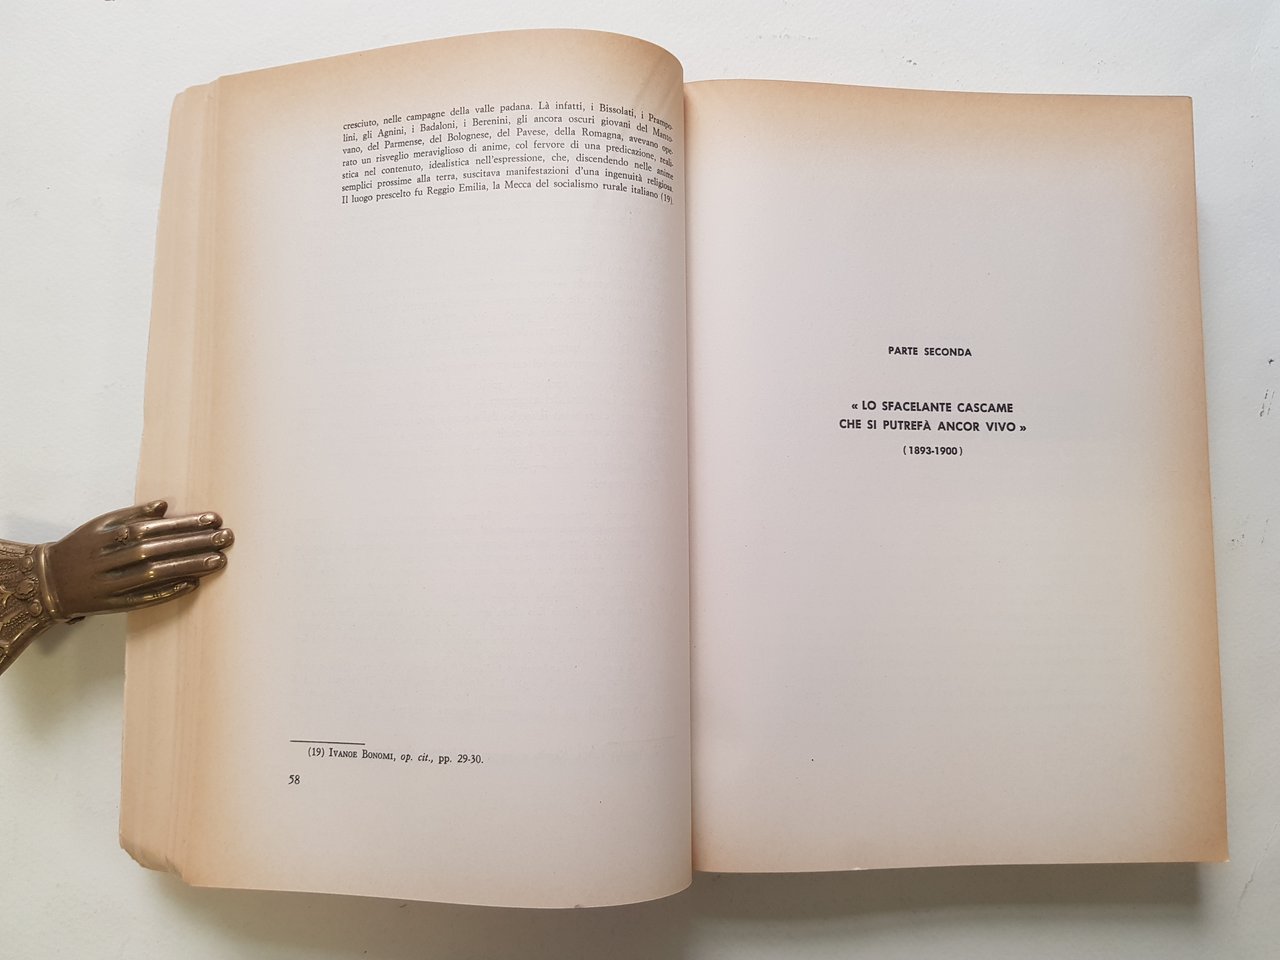 cresciuto, nelle campagne della valle padana. Là infatti, i Bissolati, i Prampo-
lini, gli Agnini, i Badaloni, i Berenini, gli ancora oscuri giovani del Manto-
vano, del Parmense, del Bolognese, del Pavese, della Romagna, avevano ope-
rato un risveglio meraviglioso di anime, col fervore di una predicazione, reali-
stica nel contenuto, idealistica nell'espressione, che, discendendo nelle anime
semplici prossime alla terra, suscitava manifestazioni d'una ingenuità religiosa.
Il luogo prescelto fu Reggio Emilia, la Mecca del socialismo rurale italiano (19)
(19) Ivanoe Bonomi, op. cit., pp. 29-30.
58
PARTE SECONDA
« LO SFACELANTE CASCAME
CHE SI PUTREFÀ ANCOR VIVO »
(1893-1900)